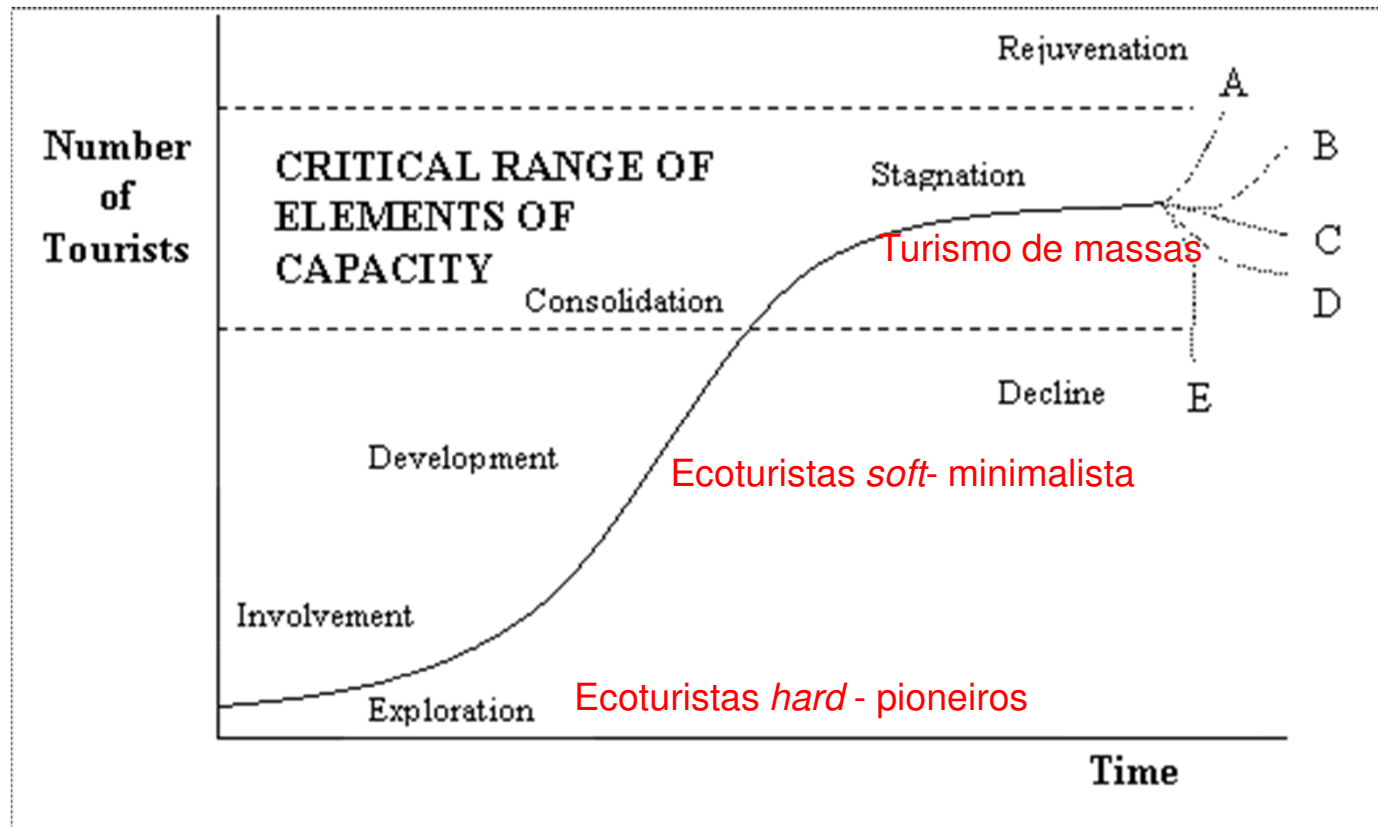 Rejuvenation
A
Number
of
Tourists
CRITICAL RANGE OF
ELEMENTS OF
CAPACITY
B
Stagnation
C
Turismo de massas
Consolidation
D
Decline
E
Development
Ecoturistas soft- minimalista
Involvement
Ecoturistas hard - pioneiros
Exploration
Time